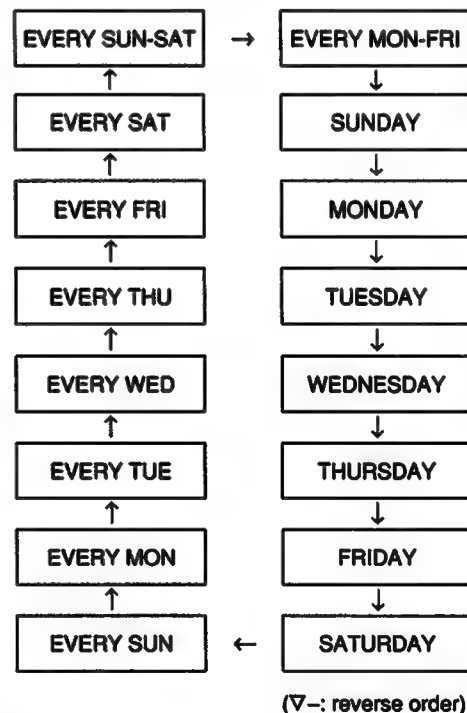 EVERY SUN-SAT → EVERY MON-FRI
↑ ↓
EVERY SAT SUNDAY
↑ ↓
EVERY FRI MONDAY
↑ ↓
EVERY THU TUESDAY
↑ ↓
EVERY WED WEDNESDAY
↑ ↓
EVERY TUE THURSDAY
↑ ↓
EVERY MON FRIDAY
↑ ↓
EVERY SUN ← SATURDAY
(∇–: reverse order)